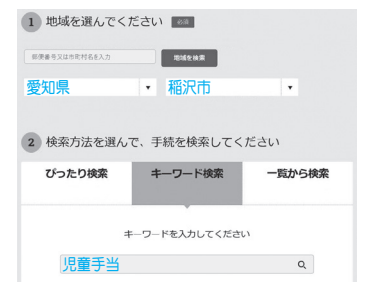 1 地域を選んでください 必須
郵便番号又は市町村名を入力 地域を検索
愛知県 ▼ 稲沢市 ▼
2 検索方法を選んで、手続を検索してください
ぴったり検索 キーワード検索 一覧から検索
キーワードを入力してください
児童手当